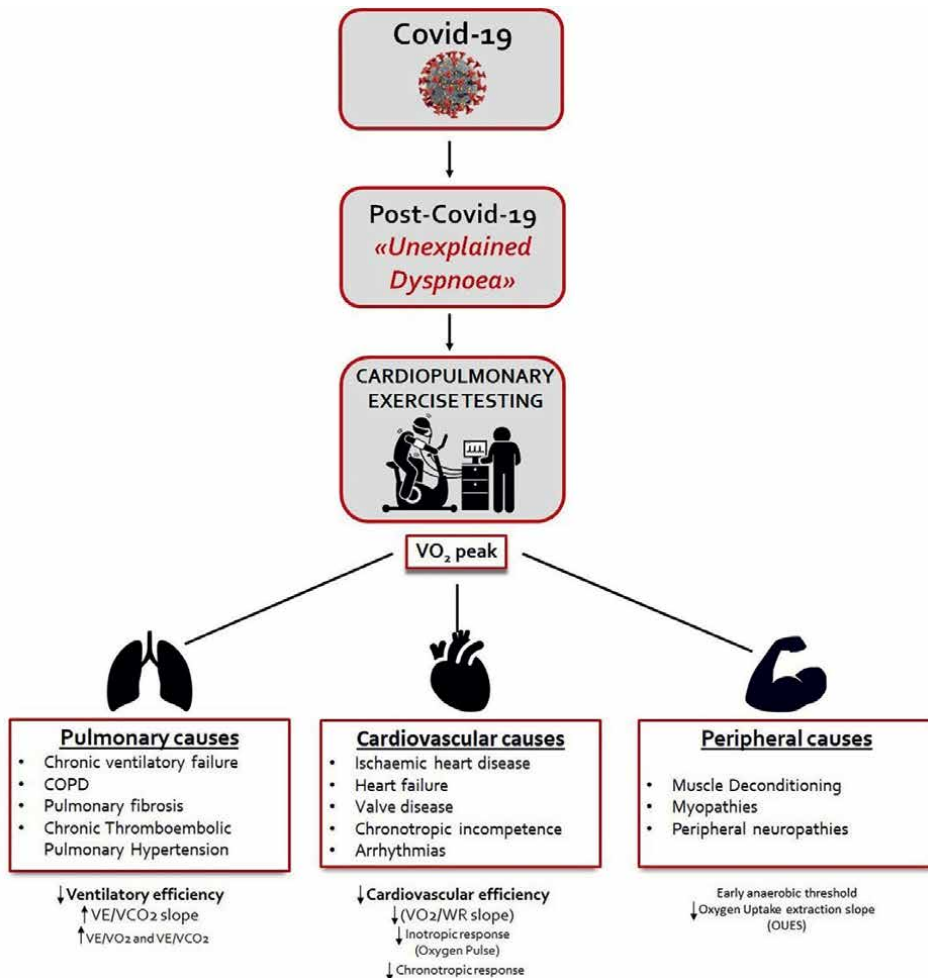 Covid-19
Post-Covid-19
«Unexplained
Dyspnoea»
CARDIOPULMONARY
EXERCISE TESTING
VO₂ peak
Pulmonary causes
• Chronic ventilatory failure
• COPD
• Pulmonary fibrosis
• Chronic Thromboembolic
Pulmonary Hypertension
↓Ventilatory efficiency
↑VE/VCO2 slope
↑VE/VO2 and VE/VCO2
Cardiovascular causes
• Ischaemic heart disease
• Heart failure
• Valve disease
• Chronotropic incompetence
• Arrhythmias
↓Cardiovascular efficiency
↓(VO2/WR slope)
↓Inotropic response
(Oxygen Pulse)
↓Chronotropic response
Peripheral causes
• Muscle Deconditioning
• Myopathies
• Peripheral neuropathies
Early anaerobic threshold
↓Oxygen Uptake extraction slope
(OUES)